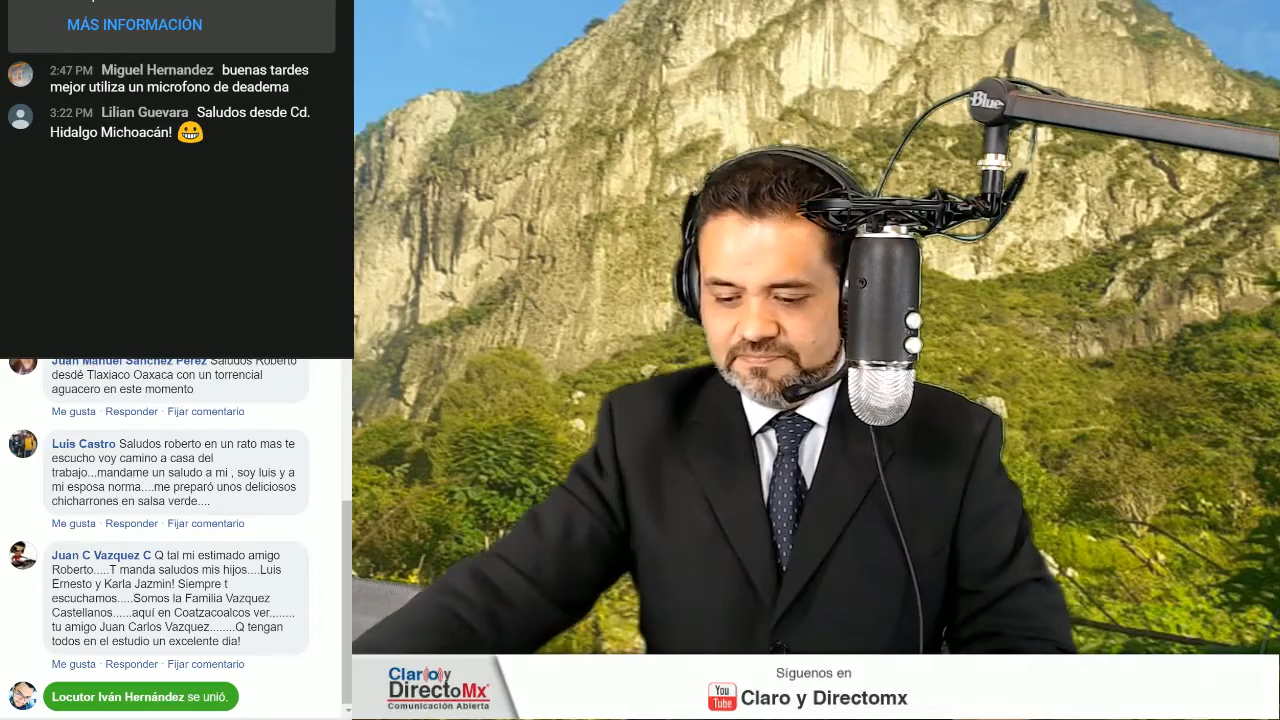 MÁS INFORMACIÓN
2:47 PM Miguel Hernandez buenas tardes
mejor utiliza un microfono de deadema
3:22 PM Lilian Guevara Saludos desde Cd.
Hidalgo Michoacán!
Juan Manuel Sanchez Perez Saludos Roberto
desdé Tlaxiaco Oaxaca con un torrencial
aguacero en este momento
Me gusta · Responder · Fijar comentario
Luis Castro Saludos roberto en un rato mas te
escucho voy camino a casa del
trabajo...mandame un saludo a mi , soy luis y a
mi esposa norma....me preparó unos deliciosos
chicharrones en salsa verde....
Me gusta · Responder · Fijar comentario
Juan C Vazquez C Q tal mi estimado amigo
Roberto.....T manda saludos mis hijos....Luis
Ernesto y Karla Jazmin! Siempre t
escuchamos.....Somos la Familia Vazquez
Castellanos.....aquí en Coatzacoalcos ver.,......
tu amigo Juan Carlos Vazquez.......Q tengan
todos en el estudio un excelente dia!
Me gusta · Responder · Fijar comentario
Locutor Iván Hernández se unió.
Blue
Claro y
DirectoMx
Comunicación Abierta
Síguenos en
You
Tube
Claro y Directomx